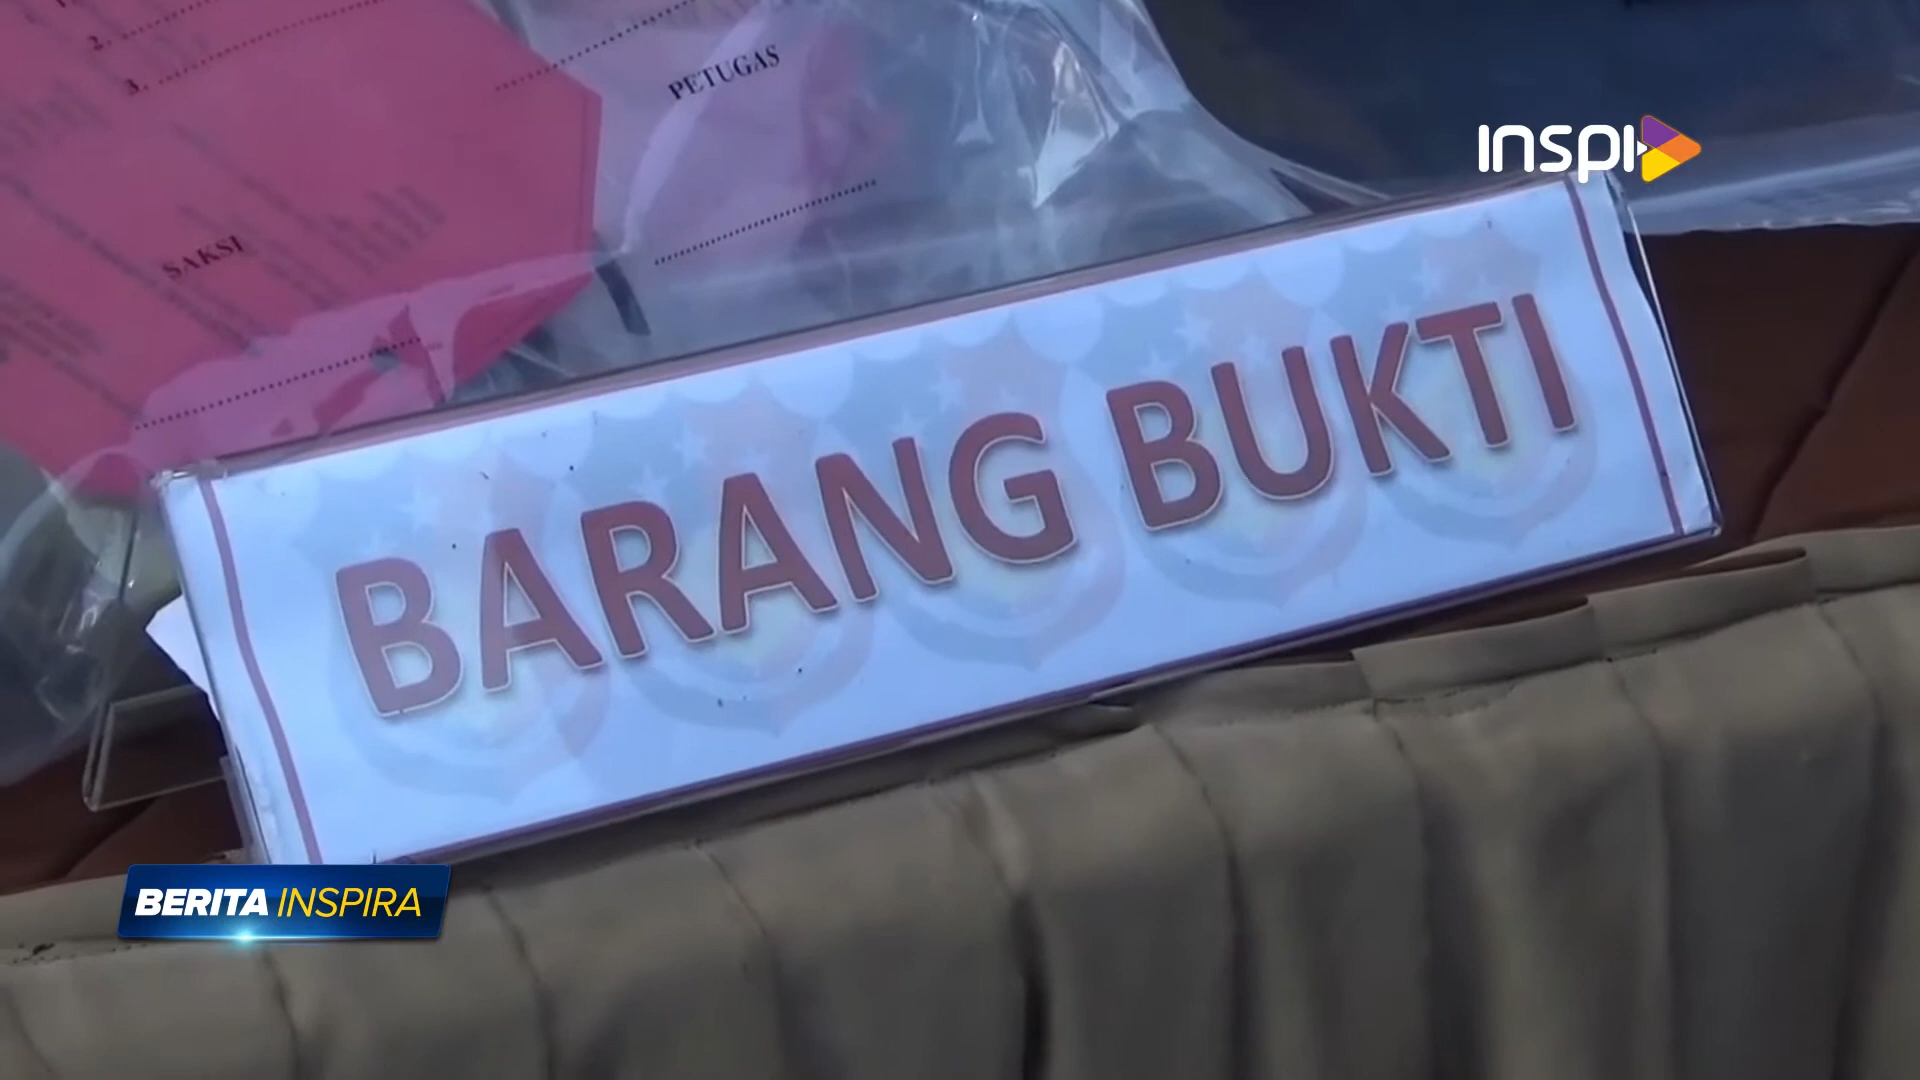 2. ........................
3. ........................
PETUGAS
SAKSI
INSPI
BARANG BUKTI
BERITA INSPIRA